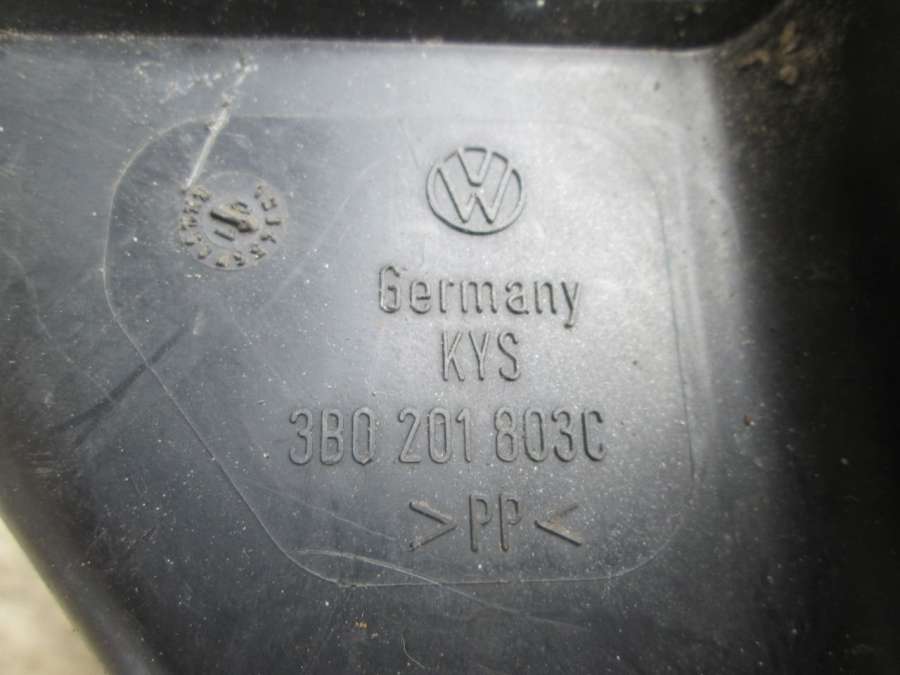 Germany
KYS
3B0 201 803C
>PP<